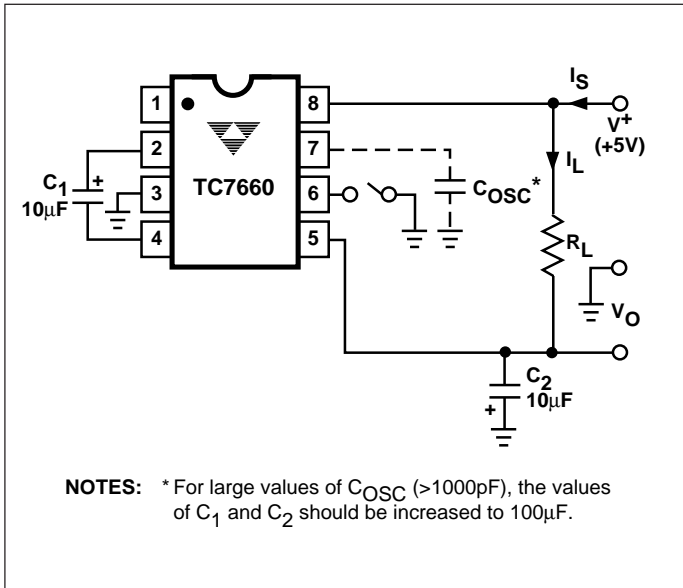 1
2
3
4
8
7
6
5
TC7660
C1
+
10µF
COSC*
IS
V+
(+5V)
IL
RL
VO
C2
+
10µF
NOTES: * For large values of COSC (>1000pF), the values
of C1 and C2 should be increased to 100µF.